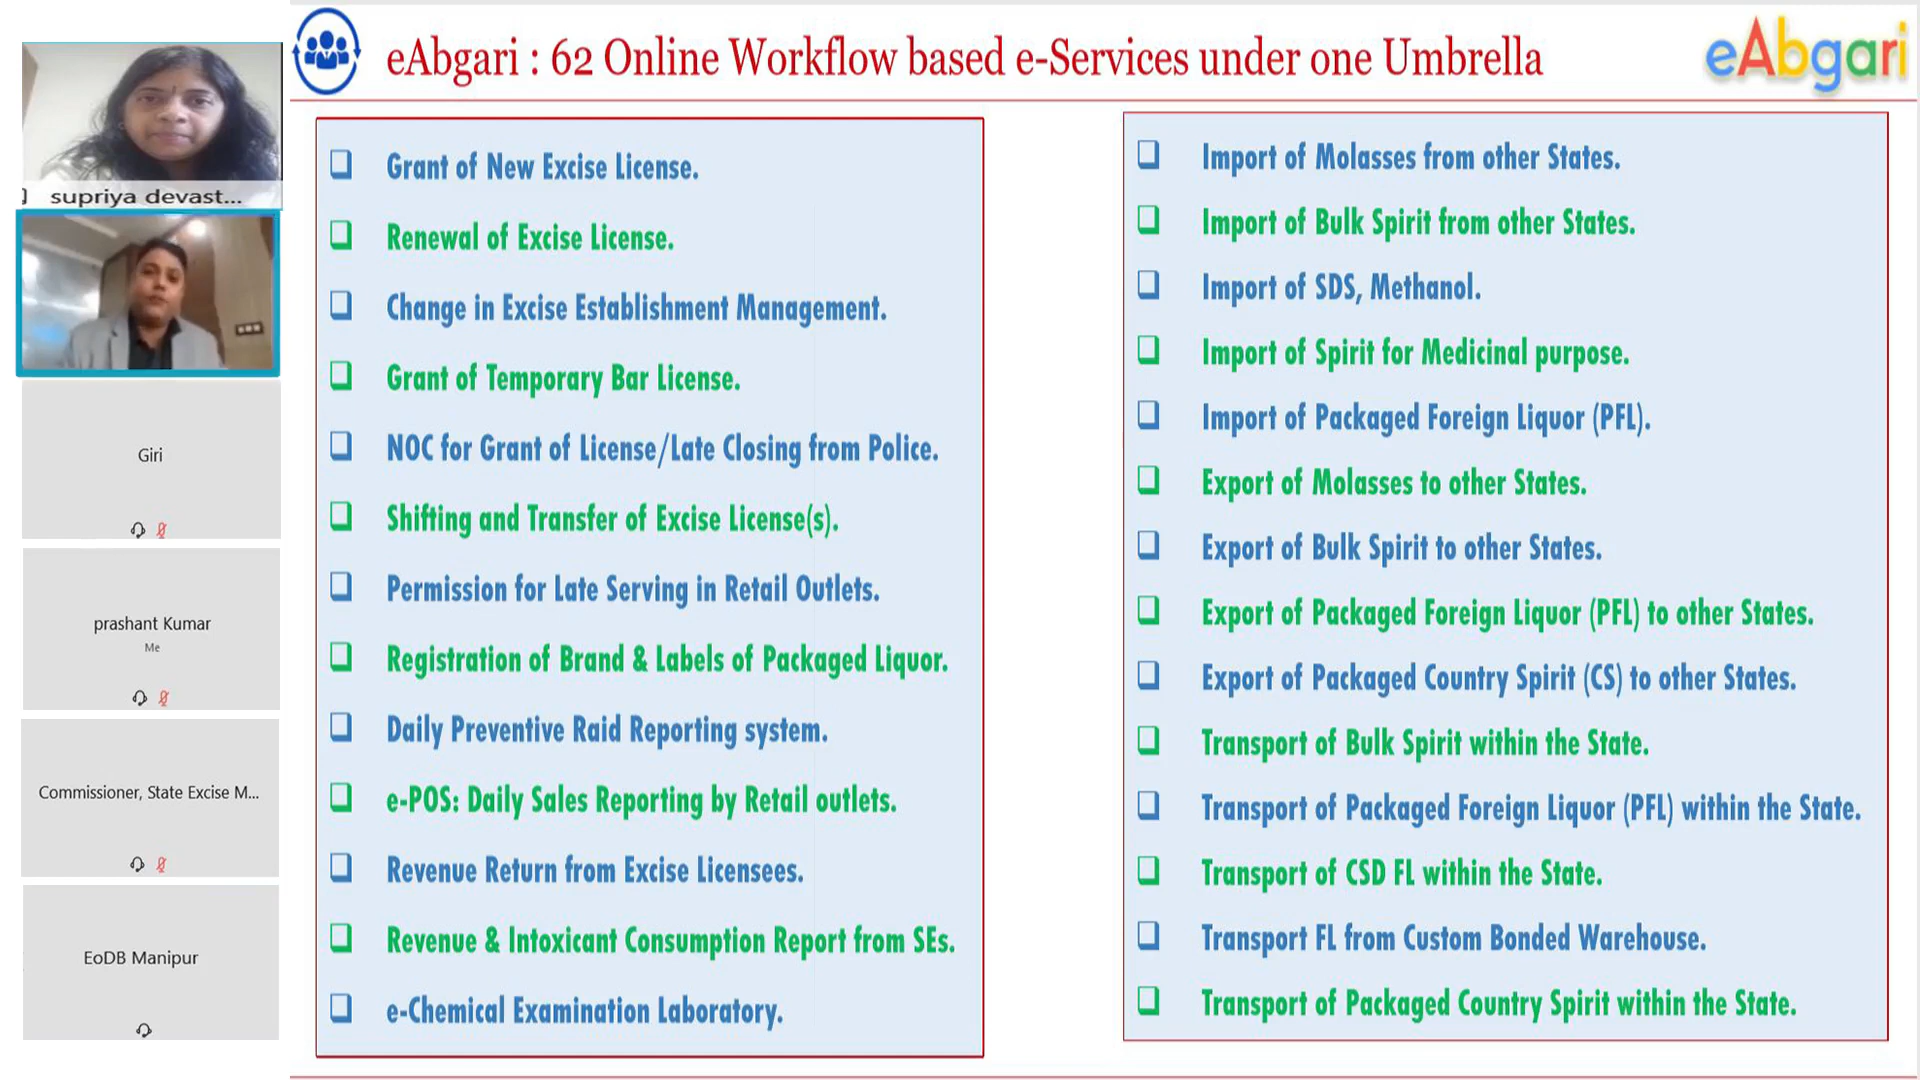 eAbgari : 62 Online Workflow based e-Services under one Umbrella
eAbgari
supriya devast...
Giri
prashant Kumar
Me
Commissioner, State Excise M...
EoDB Manipur
Grant of New Excise License.
Renewal of Excise License.
Change in Excise Establishment Management.
Grant of Temporary Bar License.
NOC for Grant of License/Late Closing from Police.
Shifting and Transfer of Excise License(s).
Permission for Late Serving in Retail Outlets.
Registration of Brand & Labels of Packaged Liquor.
Daily Preventive Raid Reporting system.
e-POS: Daily Sales Reporting by Retail outlets.
Revenue Return from Excise Licensees.
Revenue & Intoxicant Consumption Report from SEs.
e-Chemical Examination Laboratory.
Import of Molasses from other States.
Import of Bulk Spirit from other States.
Import of SDS, Methanol.
Import of Spirit for Medicinal purpose.
Import of Packaged Foreign Liquor (PFL).
Export of Molasses to other States.
Export of Bulk Spirit to other States.
Export of Packaged Foreign Liquor (PFL) to other States.
Export of Packaged Country Spirit (CS) to other States.
Transport of Bulk Spirit within the State.
Transport of Packaged Foreign Liquor (PFL) within the State.
Transport of CSD FL within the State.
Transport FL from Custom Bonded Warehouse.
Transport of Packaged Country Spirit within the State.